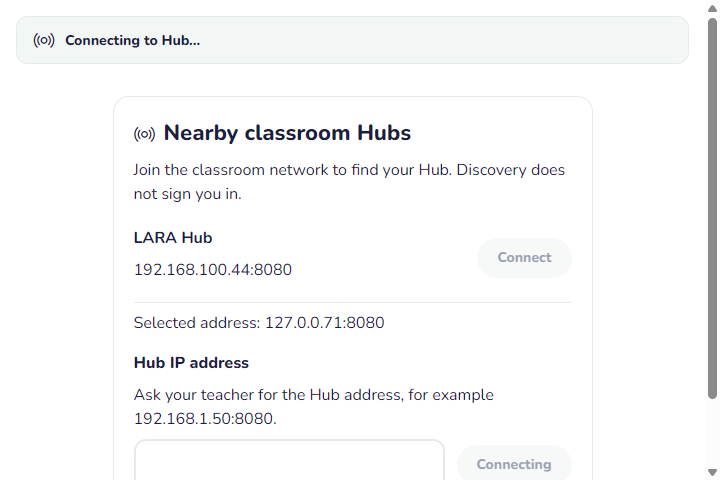 Connecting to Hub...
Nearby classroom Hubs
Join the classroom network to find your Hub. Discovery does
not sign you in.
LARA Hub
192.168.100.44:8080
Connect
Selected address: 127.0.0.71:8080
Hub IP address
Ask your teacher for the Hub address, for example
192.168.1.50:8080.
Connecting